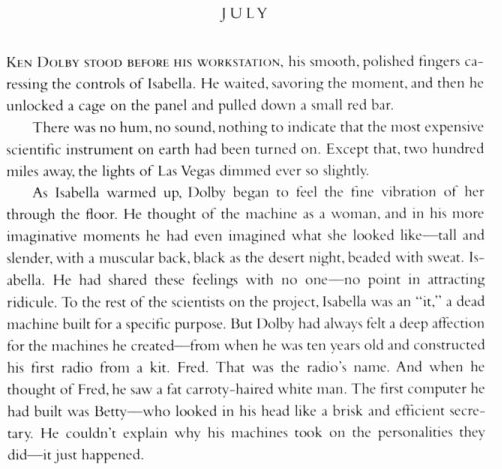 JULY
KEN DOLBY STOOD BEFORE HIS WORKSTATION, his smooth, polished fingers ca-
ressing the controls of Isabella. He waited, savoring the moment, and then he
unlocked a cage on the panel and pulled down a small red bar.
There was no hum, no sound, nothing to indicate that the most expensive
scientific instrument on earth had been turned on. Except that, two hundred
miles away, the lights of Las Vegas dimmed ever so slightly.
As Isabella warmed up, Dolby began to feel the fine vibration of her
through the floor. He thought of the machine as a woman, and in his more
imaginative moments he had even imagined what she looked like—tall and
slender, with a muscular back, black as the desert night, beaded with sweat. Is-
abella. He had shared these feelings with no one—no point in attracting
ridicule. To the rest of the scientists on the project, Isabella was an “it,” a dead
machine built for a specific purpose. But Dolby had always felt a deep affection
for the machines he created—from when he was ten years old and constructed
his first radio from a kit. Fred. That was the radio’s name. And when he
thought of Fred, he saw a fat carroty-haired white man. The first computer he
had built was Betty—who looked in his head like a brisk and efficient secre-
tary. He couldn’t explain why his machines took on the personalities they
did—it just happened.